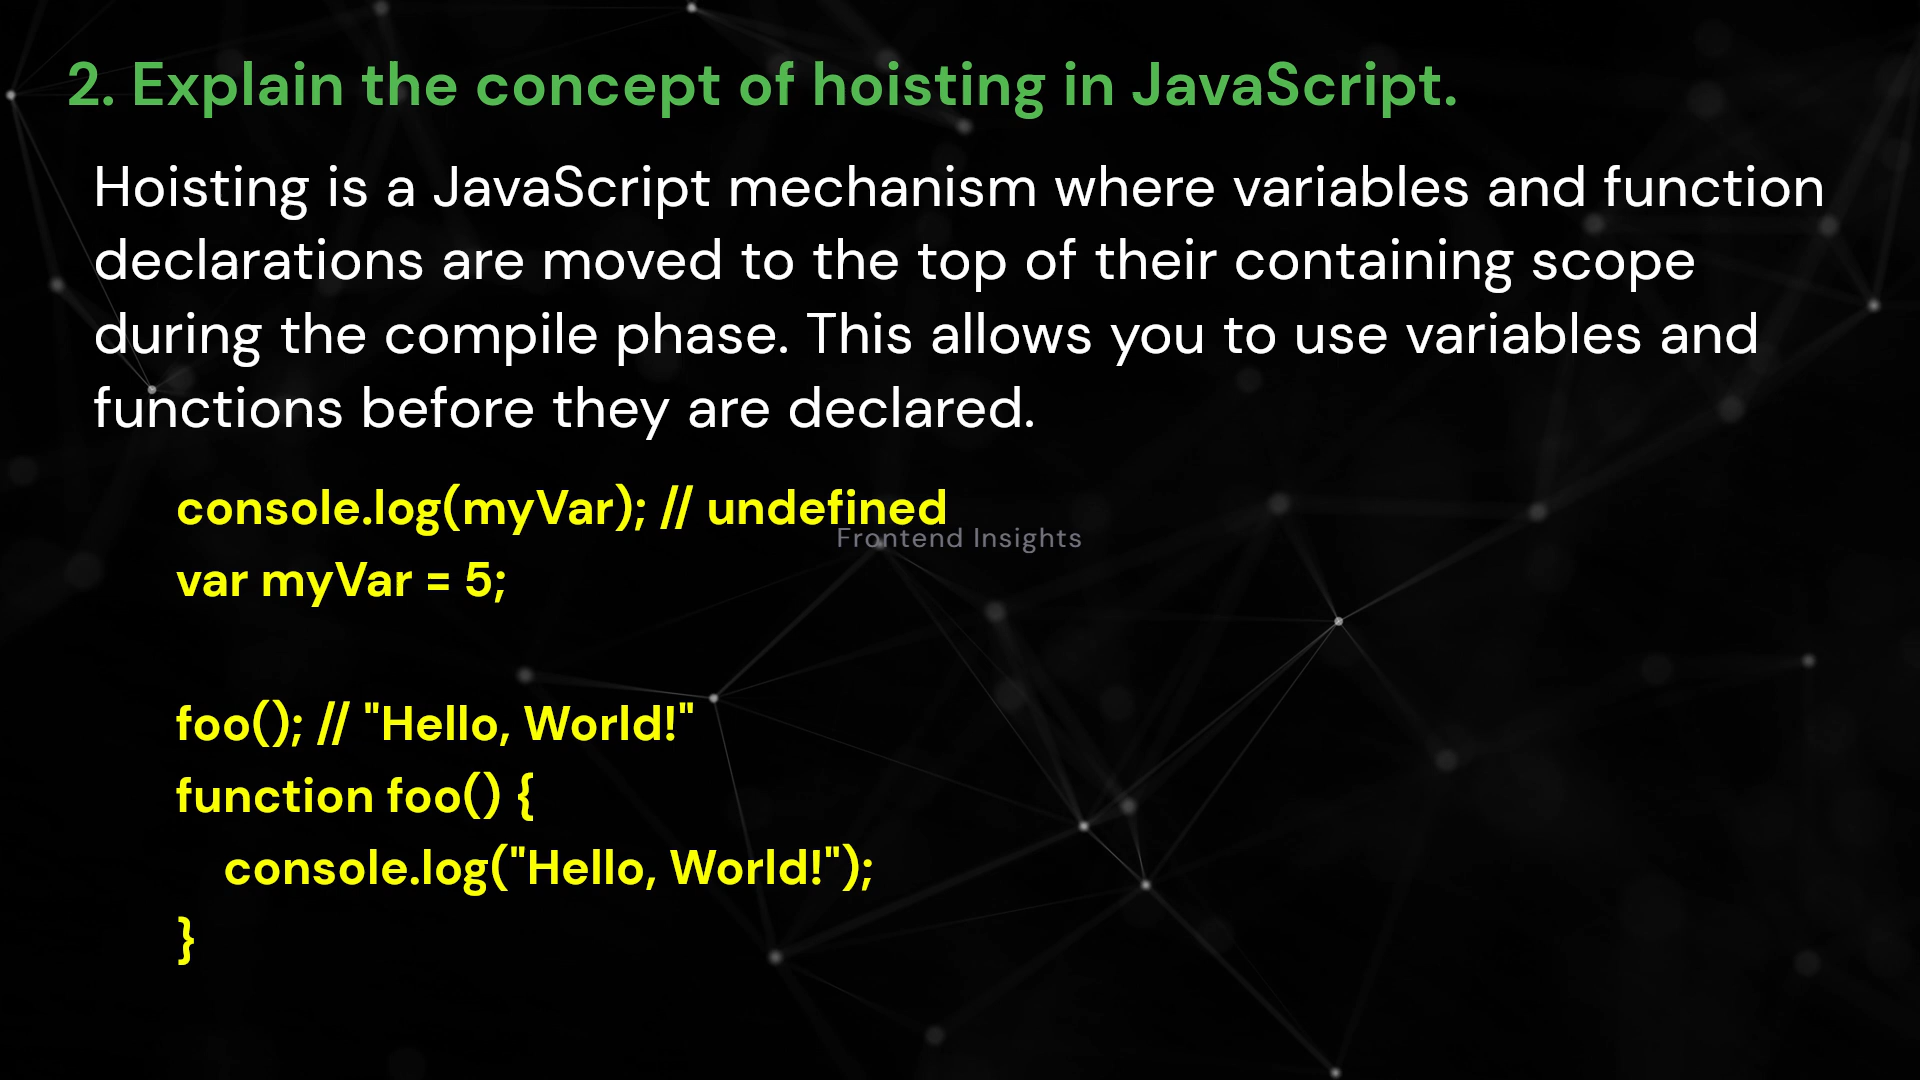 2. Explain the concept of hoisting in JavaScript.
Hoisting is a JavaScript mechanism where variables and function
declarations are moved to the top of their containing scope
during the compile phase. This allows you to use variables and
functions before they are declared.
console.log(myVar); // undefined
Frontend Insights
var myVar = 5;
foo(); // "Hello, World!"
function foo() {
    console.log("Hello, World!");
}